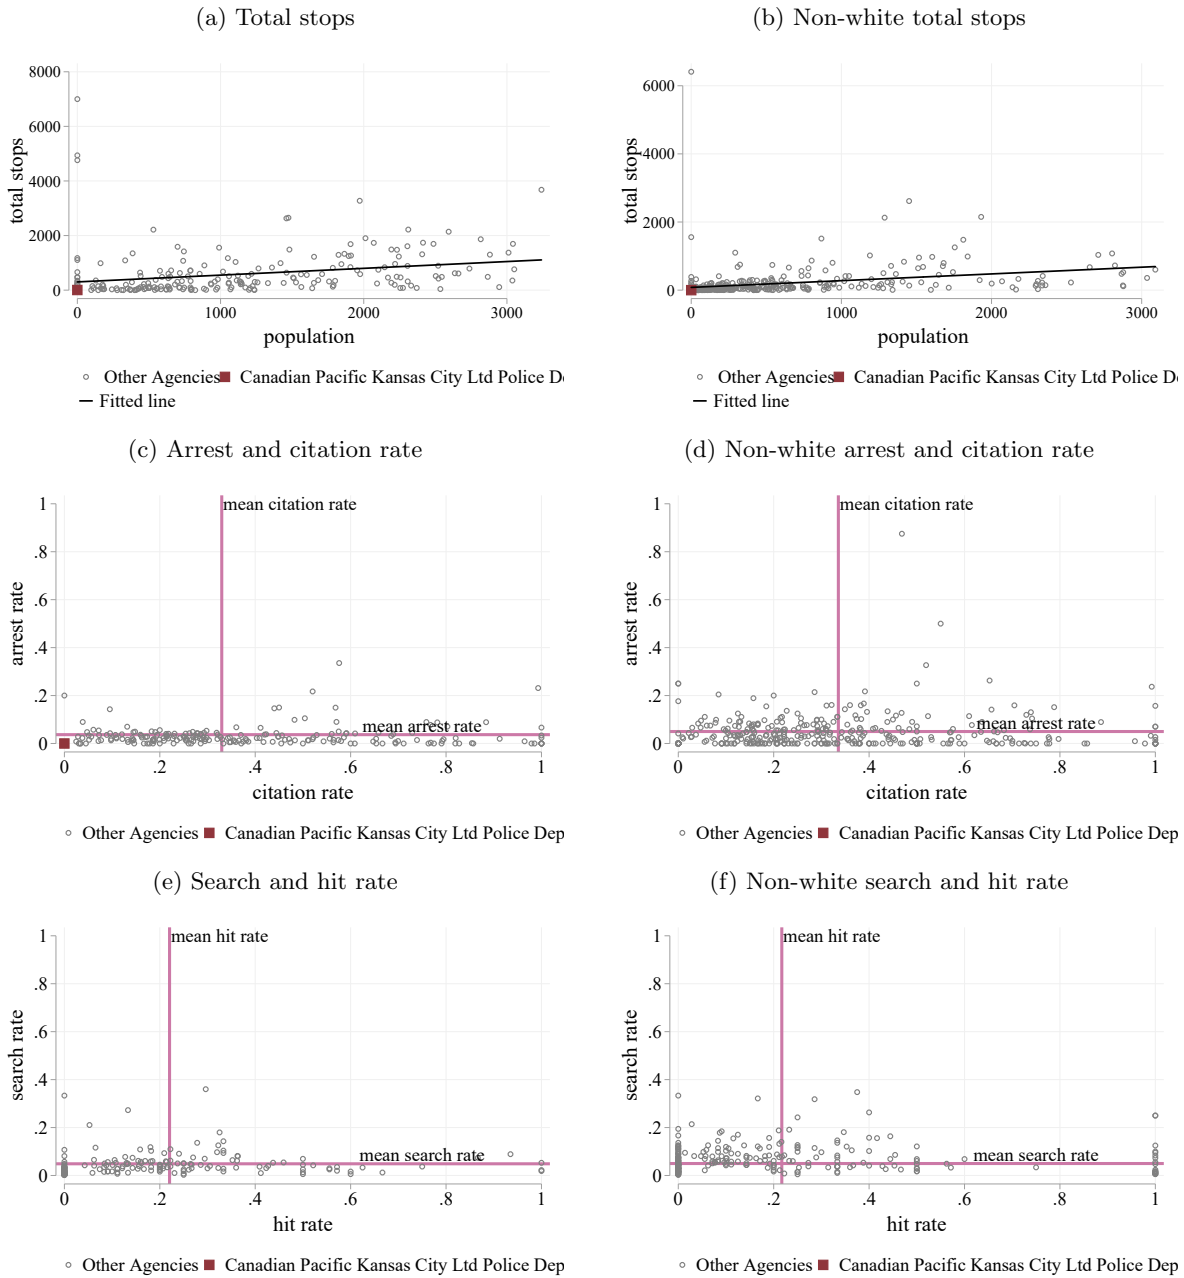 (a) Total stops
total stops
8000
6000
4000
2000
0
0 1000 2000 3000
population
Other Agencies Canadian Pacific Kansas City Ltd Police De
Fitted line
(b) Non-white total stops
total stops
6000
4000
2000
0
0 1000 2000 3000
population
Other Agencies Canadian Pacific Kansas City Ltd Police De
Fitted line
(c) Arrest and citation rate
arrest rate
1
.8
.6
.4
.2
0
mean citation rate
mean arrest rate
0 .2 .4 .6 .8 1
citation rate
Other Agencies Canadian Pacific Kansas City Ltd Police Dep
(d) Non-white arrest and citation rate
arrest rate
1
.8
.6
.4
.2
0
mean citation rate
mean arrest rate
0 .2 .4 .6 .8 1
citation rate
Other Agencies Canadian Pacific Kansas City Ltd Police Dep
(e) Search and hit rate
search rate
1
.8
.6
.4
.2
0
mean hit rate
mean search rate
0 .2 .4 .6 .8 1
hit rate
Other Agencies Canadian Pacific Kansas City Ltd Police Dep
(f) Non-white search and hit rate
search rate
1
.8
.6
.4
.2
0
mean hit rate
mean search rate
0 .2 .4 .6 .8 1
hit rate
Other Agencies Canadian Pacific Kansas City Ltd Police Dep